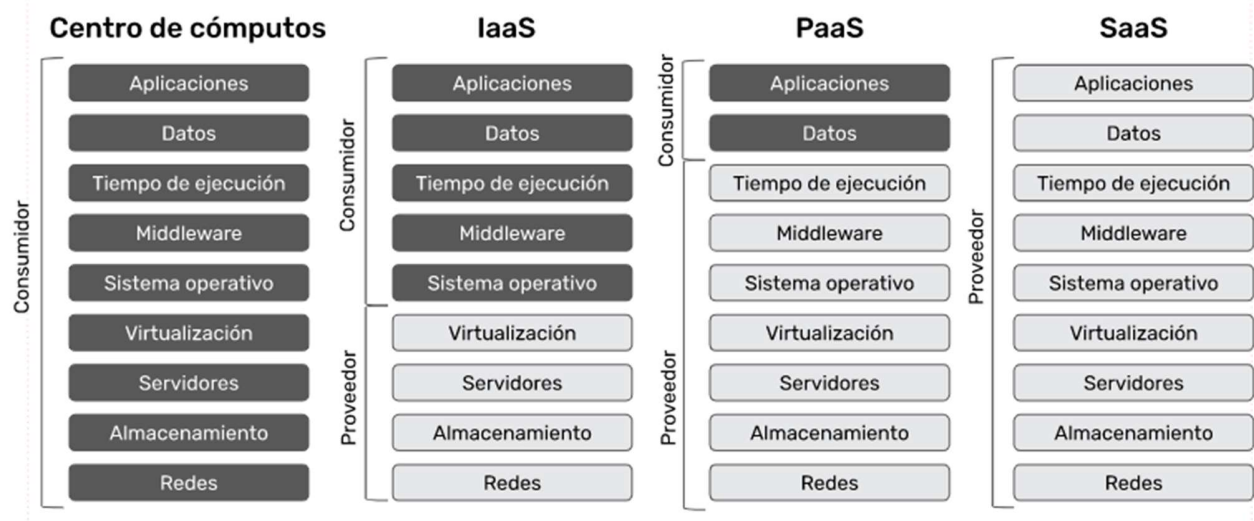 Centro de cómputos
Consumidor
Aplicaciones
Datos
Tiempo de ejecución
Middleware
Sistema operativo
Virtualización
Servidores
Almacenamiento
Redes
IaaS
Consumidor
Aplicaciones
Datos
Tiempo de ejecución
Middleware
Sistema operativo
Proveedor
Virtualización
Servidores
Almacenamiento
Redes
PaaS
Consumidor
Aplicaciones
Datos
Proveedor
Tiempo de ejecución
Middleware
Sistema operativo
Virtualización
Servidores
Almacenamiento
Redes
SaaS
Proveedor
Aplicaciones
Datos
Tiempo de ejecución
Middleware
Sistema operativo
Virtualización
Servidores
Almacenamiento
Redes